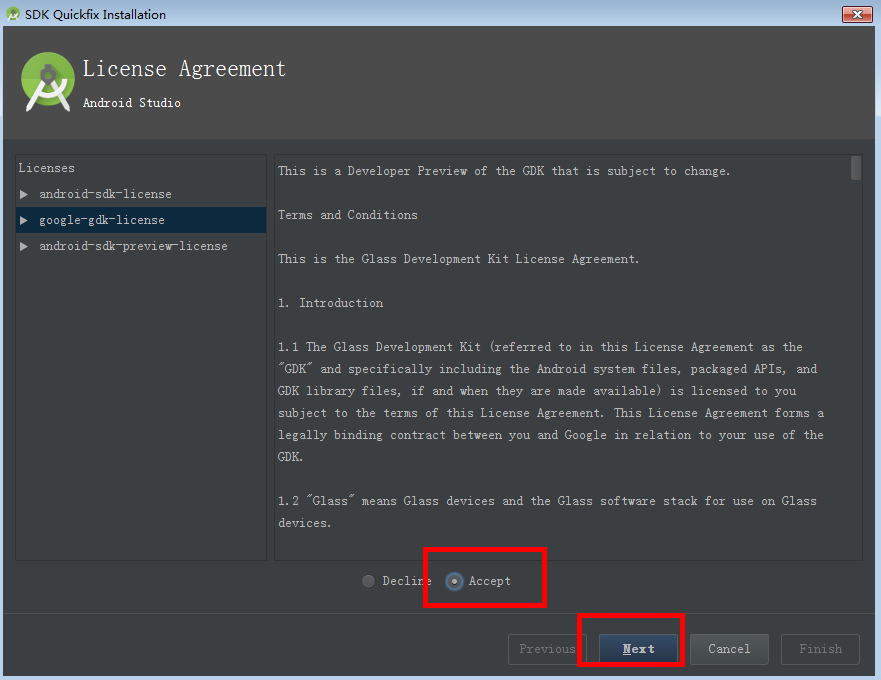 SDK Quickfix Installation
License Agreement
Android Studio
Licenses
android-sdk-license
google-gdk-license
android-sdk-preview-license
This is a Developer Preview of the GDK that is subject to change.
Terms and Conditions
This is the Glass Development Kit License Agreement.
1. Introduction
1.1 The Glass Development Kit (referred to in this License Agreement as the
"GDK" and specifically including the Android system files, packaged APIs, and
GDK library files, if and when they are made available) is licensed to you
subject to the terms of this License Agreement. This License Agreement forms a
legally binding contract between you and Google in relation to your use of the
GDK.
1.2 "Glass" means Glass devices and the Glass software stack for use on Glass
devices.
Decline Accept
Previous Next Cancel Finish